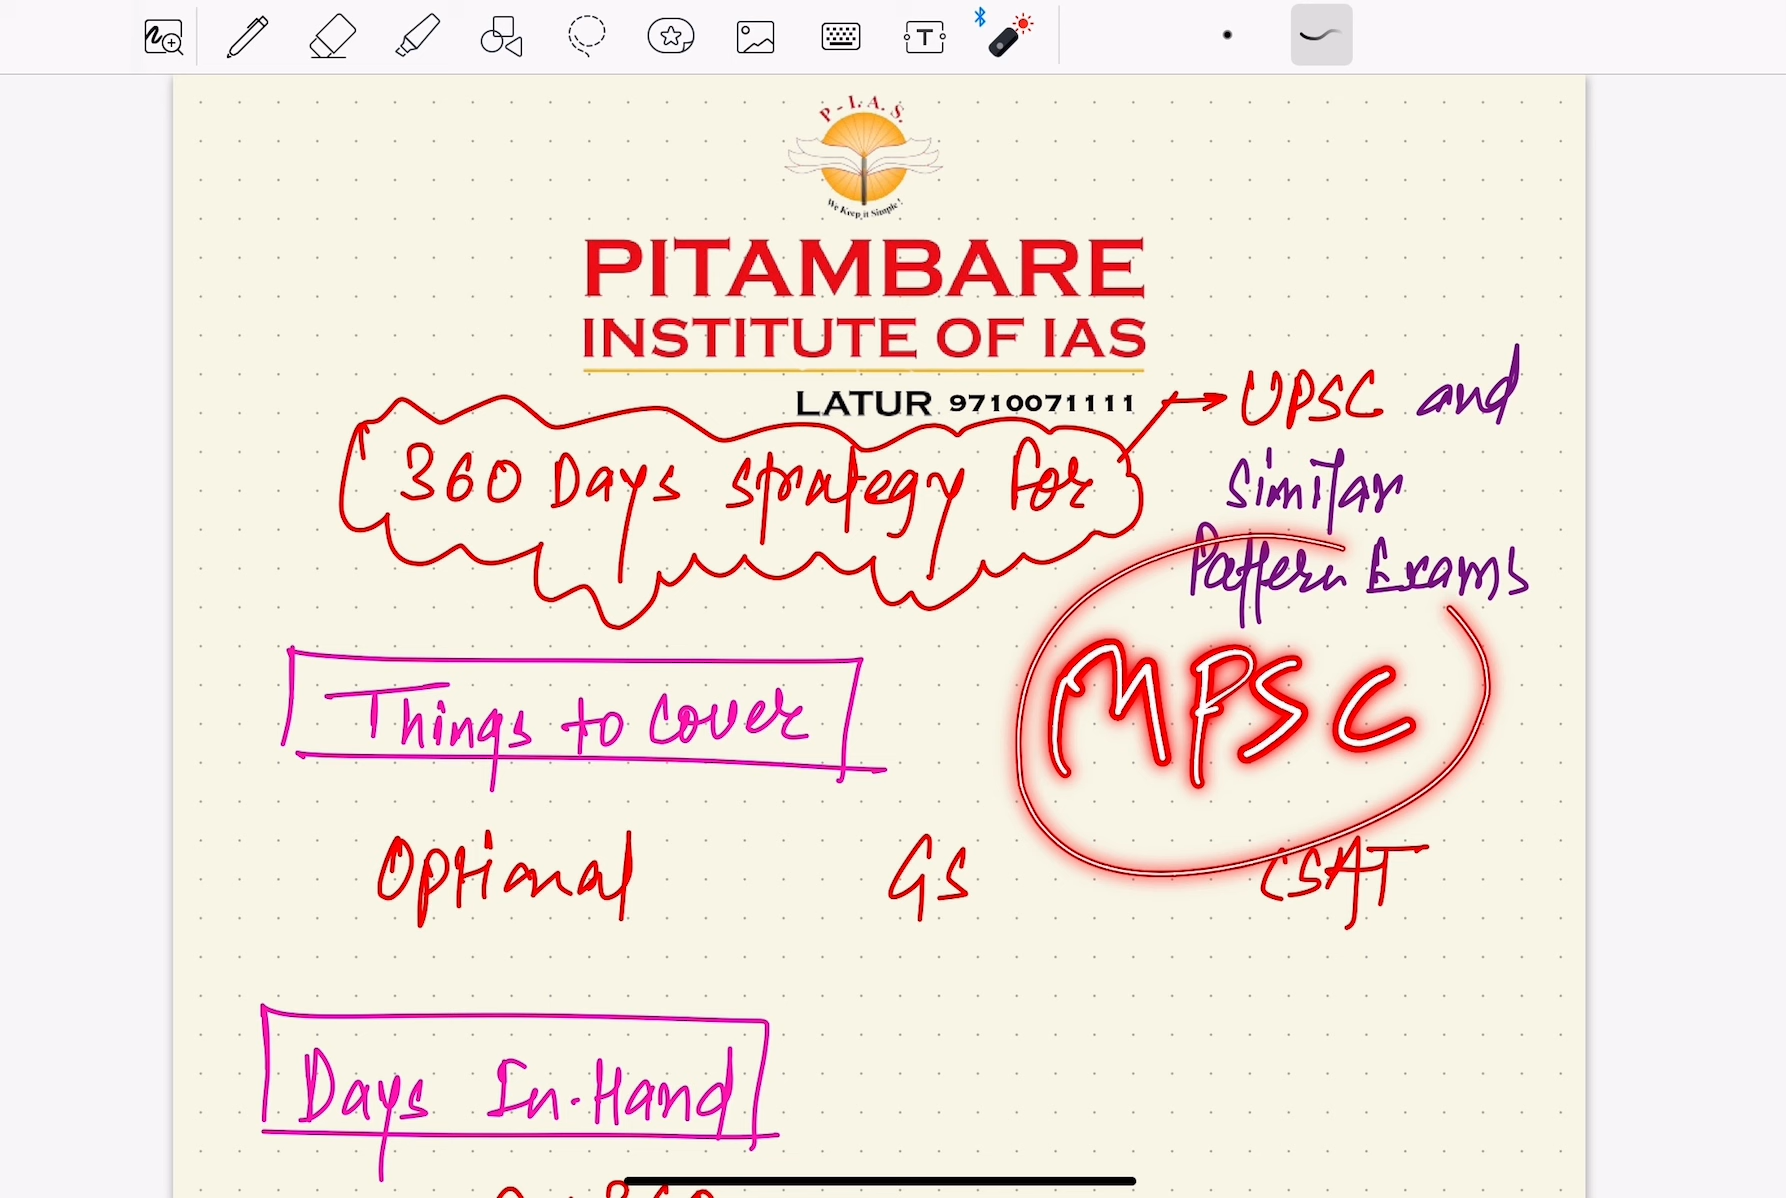 P-I.A.S.
We Keep it Simple!
PITAMBARE
INSTITUTE OF IAS
LATUR 9710071111
360 Days strategy for → UPSC and
Similar
Pattern Exams
MPSC
Things to cover
Optional GS CSAT
Days In-Hand